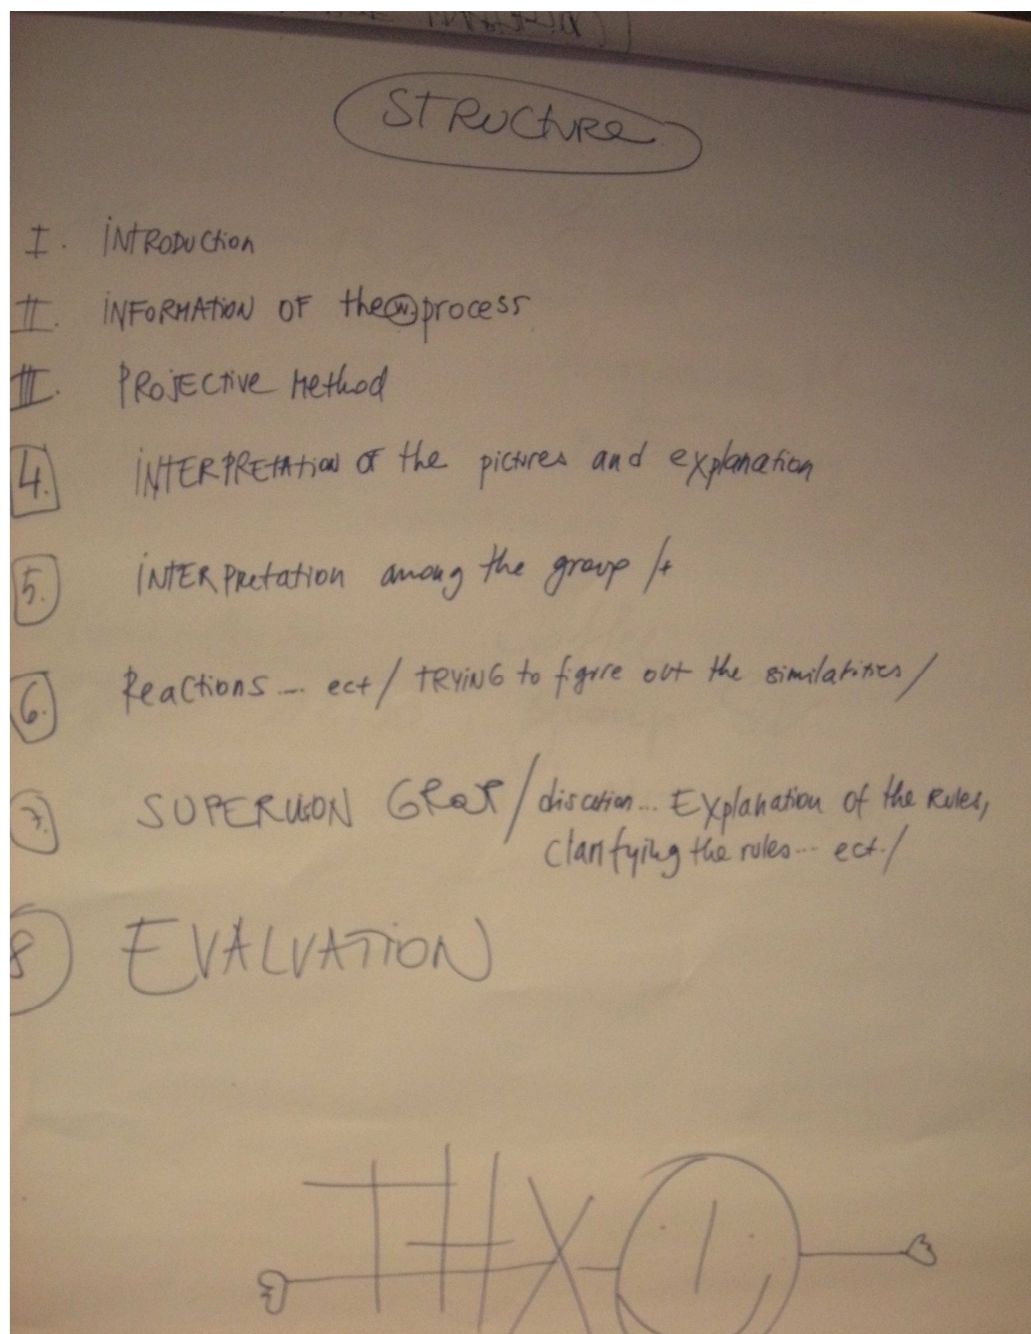 STRUCTURE
I. INTRODUCTION
II. INFORMATION OF the W. process
III. PROJECTIVE Method
4. INTERPRETATION OF the pictures and explanation
5. INTERPretation among the group /+
6. Reactions... ect / TRYING to figure out the similarities /
7. SUPERVISION GROUP / discution... Explanation of the Rules,
clarifying the rules... ect. /
8 EVALUATION
THX